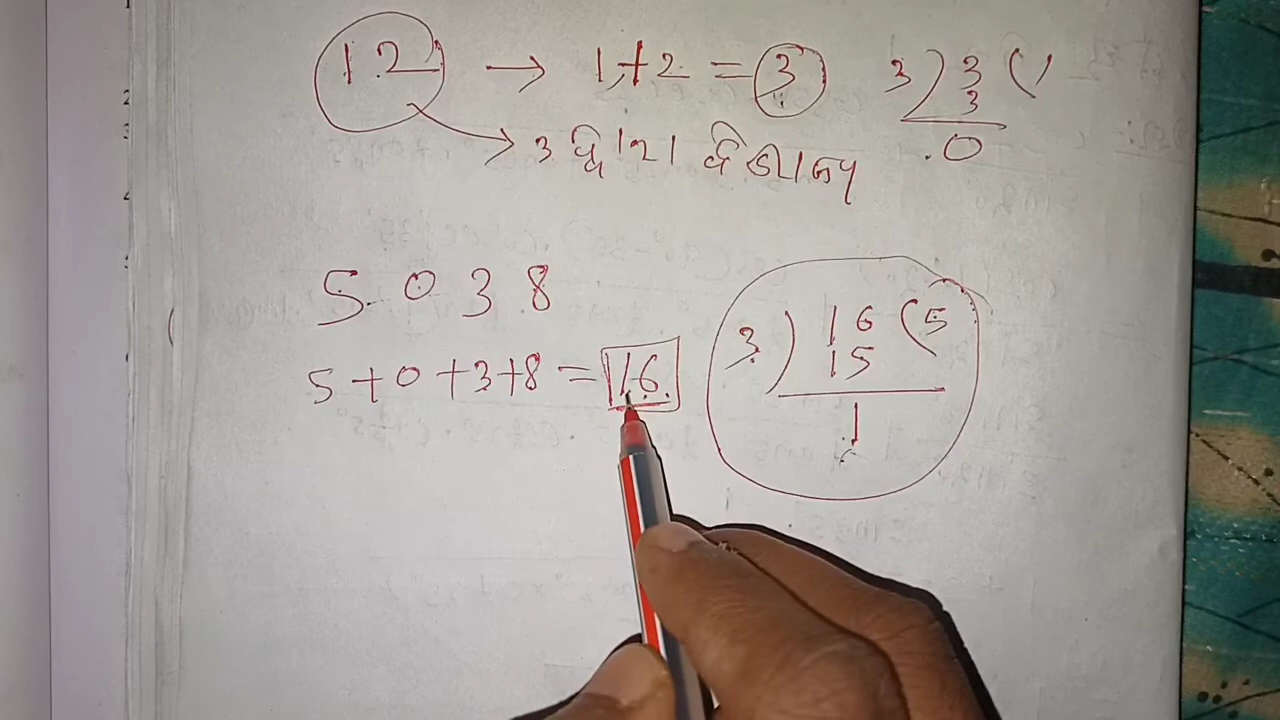 12 → 1+2 = 3 3)3(1
3
0
3 ଦ୍ୱାରା ବିଭାଜ୍ୟ
5 0 3 8
3)16(5
15
1
5+0+3+8 = 16